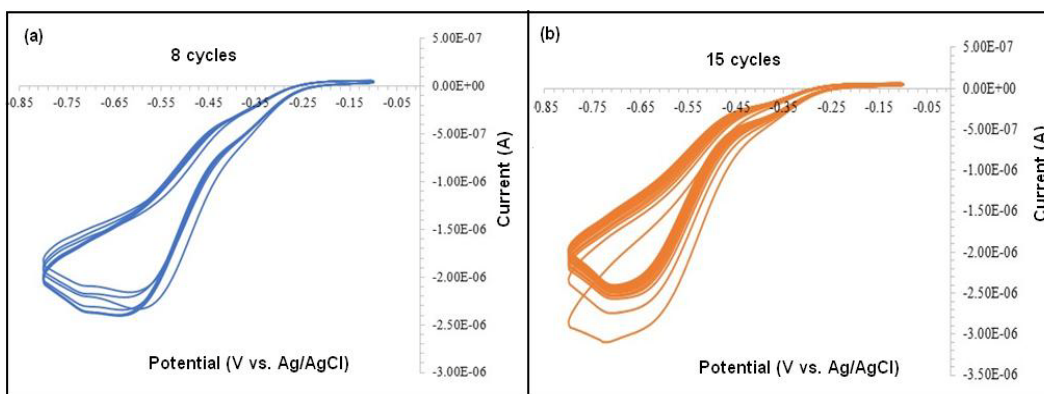 (a)
8 cycles
5.00E-07
0.00E+00
-0.85 -0.75 -0.65 -0.55 -0.45 -0.35 -0.25 -0.15 -0.05
-5.00E-07
-1.00E-06
-1.50E-06
-2.00E-06
-2.50E-06
-3.00E-06
Current (A)
Potential (V vs. Ag/AgCl)
(b)
15 cycles
5.00E-07
0.00E+00
0.85 -0.75 -0.65 -0.55 -0.45 -0.35 -0.25 -0.15 -0.05
-5.00E-07
-1.00E-06
-1.50E-06
-2.00E-06
-2.50E-06
-3.00E-06
-3.50E-06
Current (A)
Potential (V vs. Ag/AgCl)